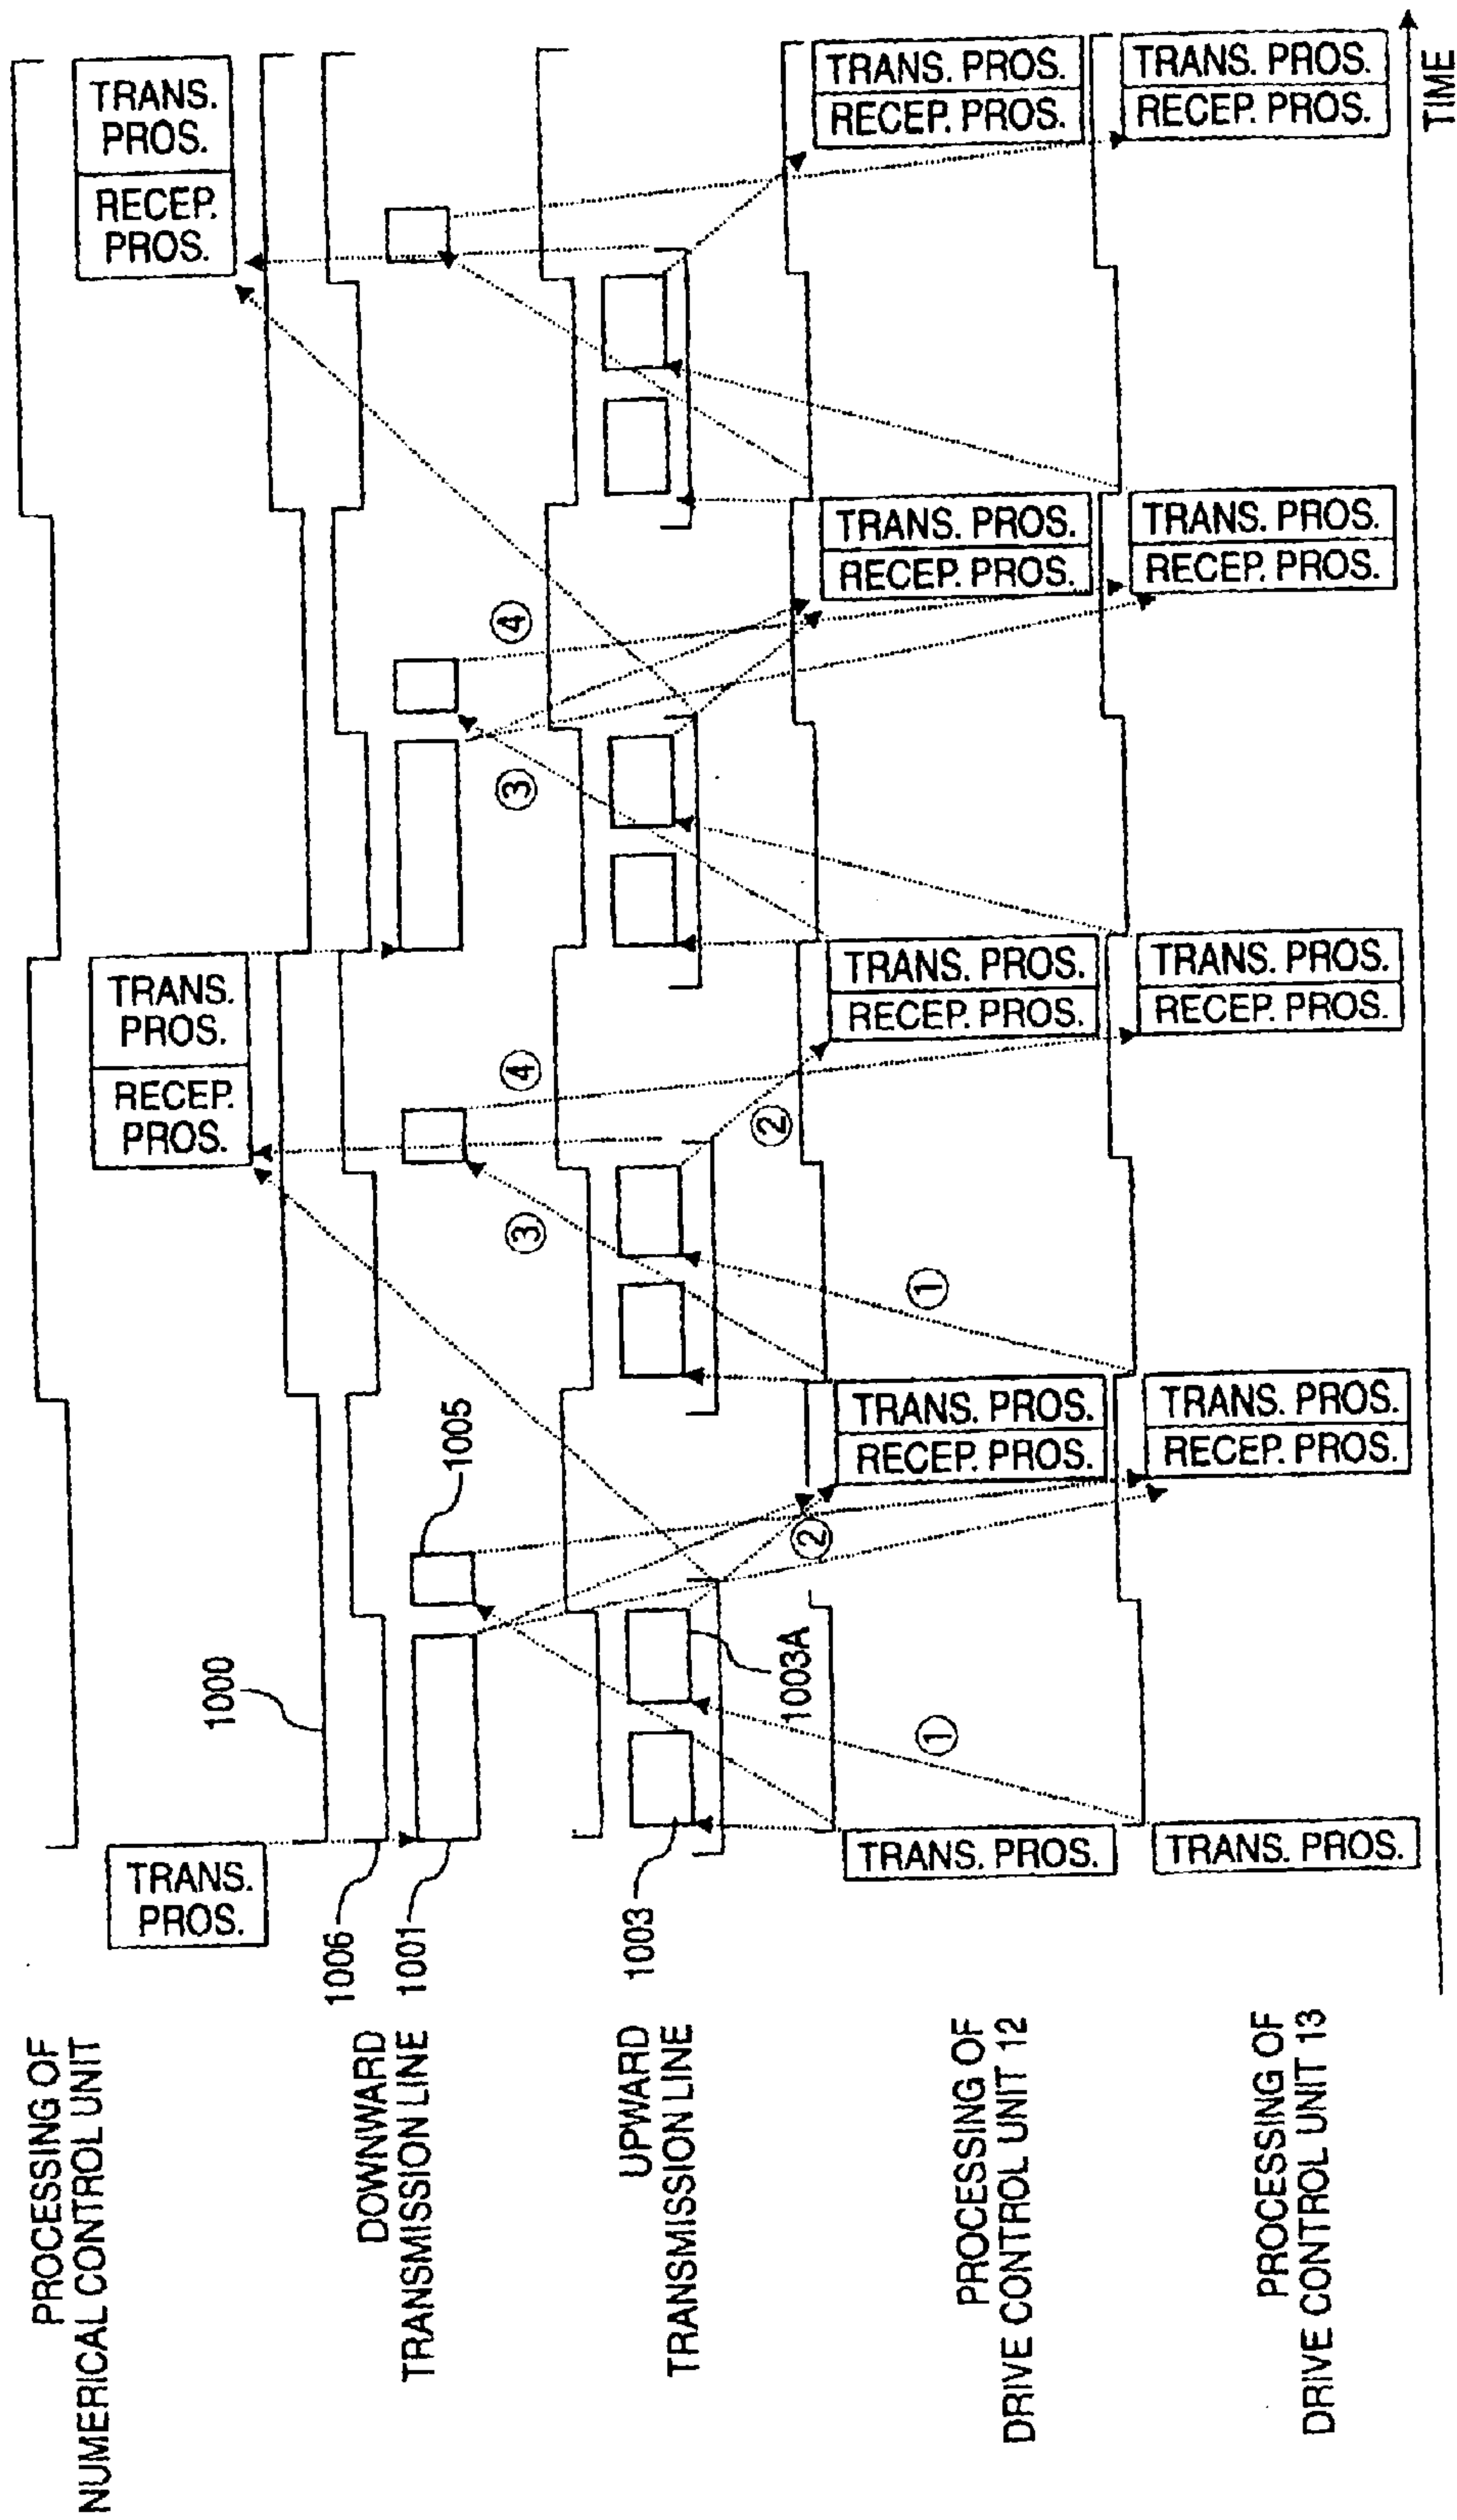 PROCESSING OF
NUMERICAL CONTROL UNIT
TRANS.
PROS.
RECEP.
PROS.
TRANS.
PROS.
RECEP.
PROS.
TRANS.
PROS.
1000
DOWNWARD
TRANSMISSION LINE
1006
1001
1005
③
④
③
④
UPWARD
TRANSMISSION LINE
1003
1003A
②
②
①
①
PROCESSING OF
DRIVE CONTROL UNIT 12
TRANS. PROS.
RECEP. PROS.
TRANS. PROS.
RECEP. PROS.
TRANS. PROS.
RECEP. PROS.
TRANS. PROS.
RECEP. PROS.
TRANS. PROS.
PROCESSING OF
DRIVE CONTROL UNIT 13
TRANS. PROS.
RECEP. PROS.
TRANS. PROS.
RECEP. PROS.
TRANS. PROS.
RECEP. PROS.
TRANS. PROS.
RECEP. PROS.
TRANS. PROS.
TIME